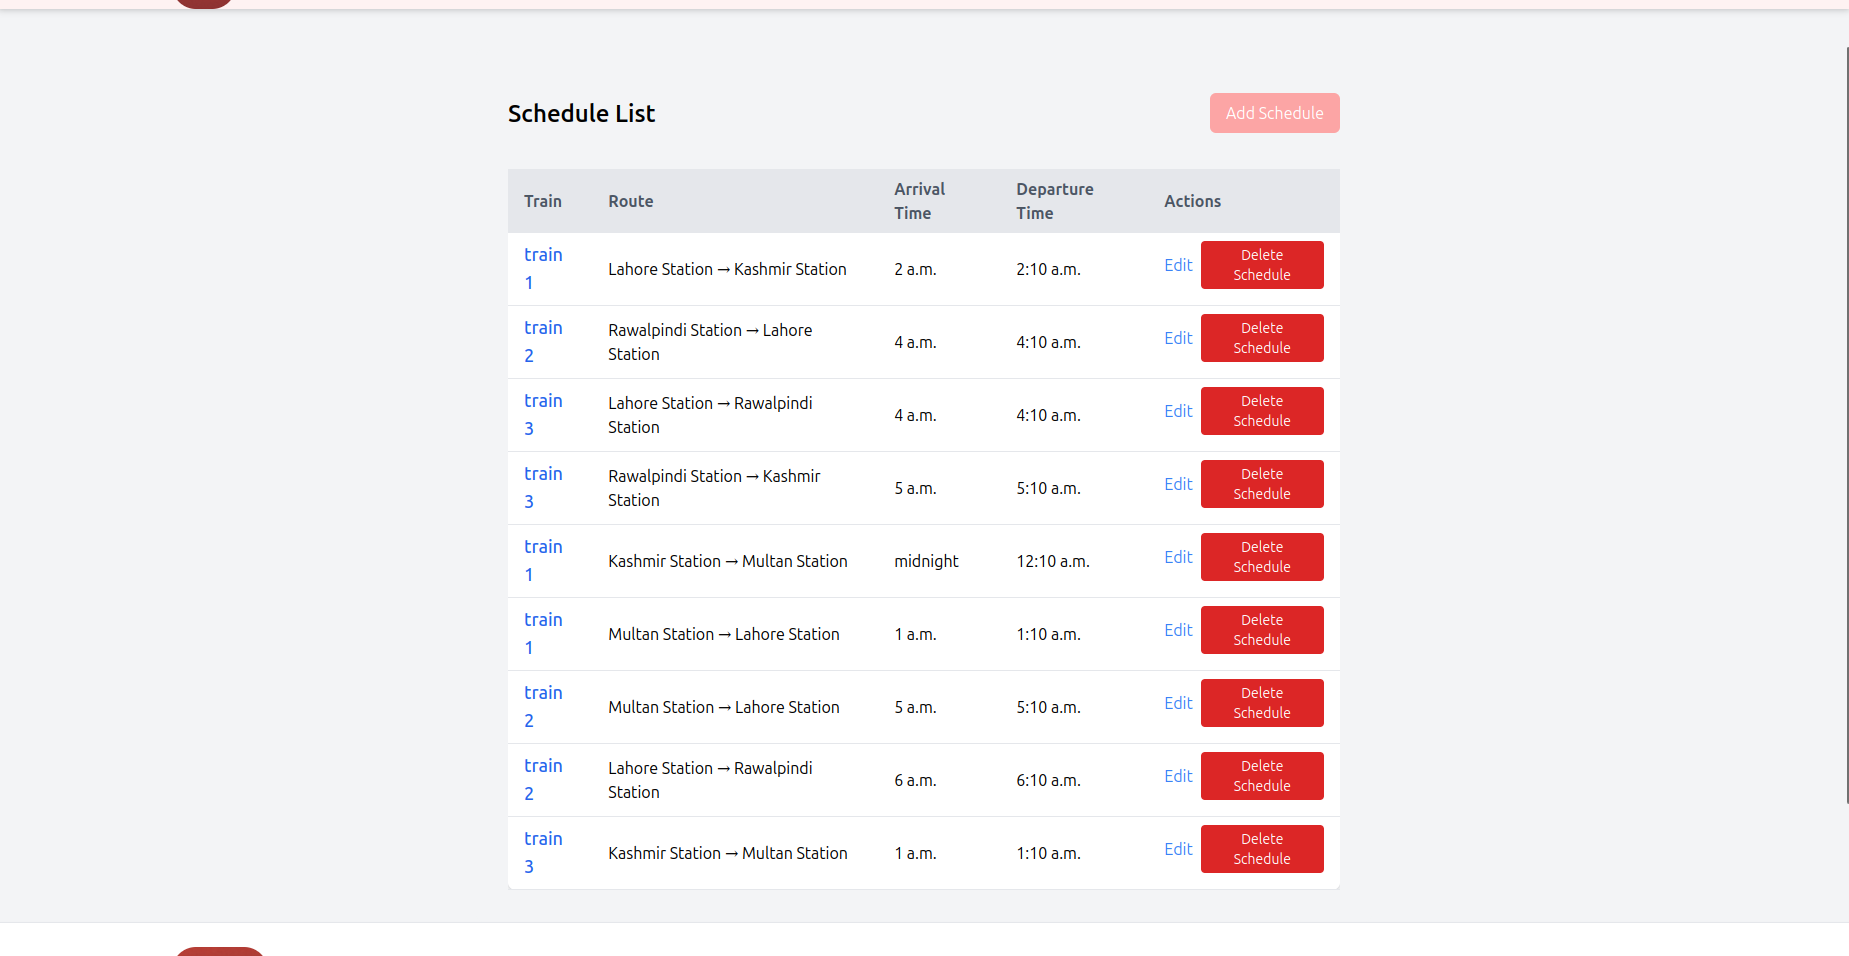 Schedule List
Add Schedule
Train Route Arrival Time Departure Time Actions
train 1 Lahore Station → Kashmir Station 2 a.m. 2:10 a.m. Edit Delete Schedule
train 2 Rawalpindi Station → Lahore Station 4 a.m. 4:10 a.m. Edit Delete Schedule
train 3 Lahore Station → Rawalpindi Station 4 a.m. 4:10 a.m. Edit Delete Schedule
train 3 Rawalpindi Station → Kashmir Station 5 a.m. 5:10 a.m. Edit Delete Schedule
train 1 Kashmir Station → Multan Station midnight 12:10 a.m. Edit Delete Schedule
train 1 Multan Station → Lahore Station 1 a.m. 1:10 a.m. Edit Delete Schedule
train 2 Multan Station → Lahore Station 5 a.m. 5:10 a.m. Edit Delete Schedule
train 2 Lahore Station → Rawalpindi Station 6 a.m. 6:10 a.m. Edit Delete Schedule
train 3 Kashmir Station → Multan Station 1 a.m. 1:10 a.m. Edit Delete Schedule